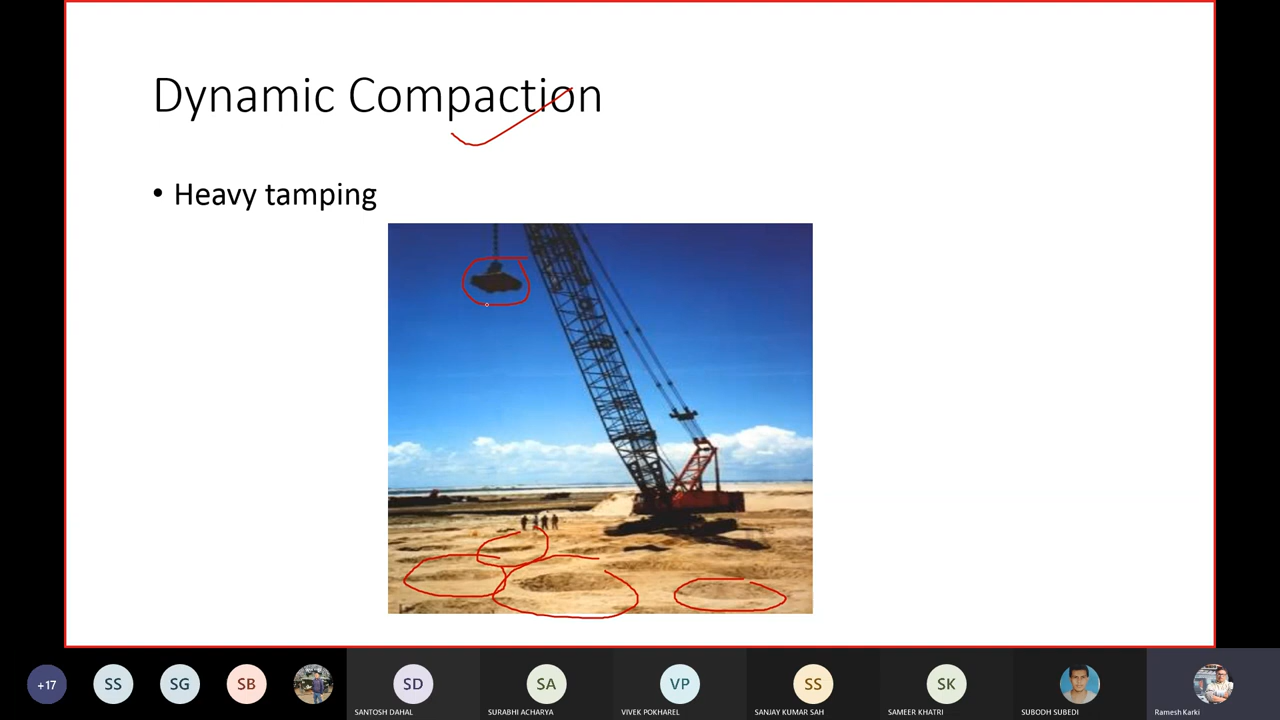 Dynamic Compaction
• Heavy tamping
+17
SS
SG
SB
SD
SA
VP
SS
SK
SANTOSH DAHAL
SURABHI ACHARYA
VIVEK POKHAREL
SANJAY KUMAR SAH
SAMEER KHATRI
SUBODH SUBEDI
Ramesh Karki